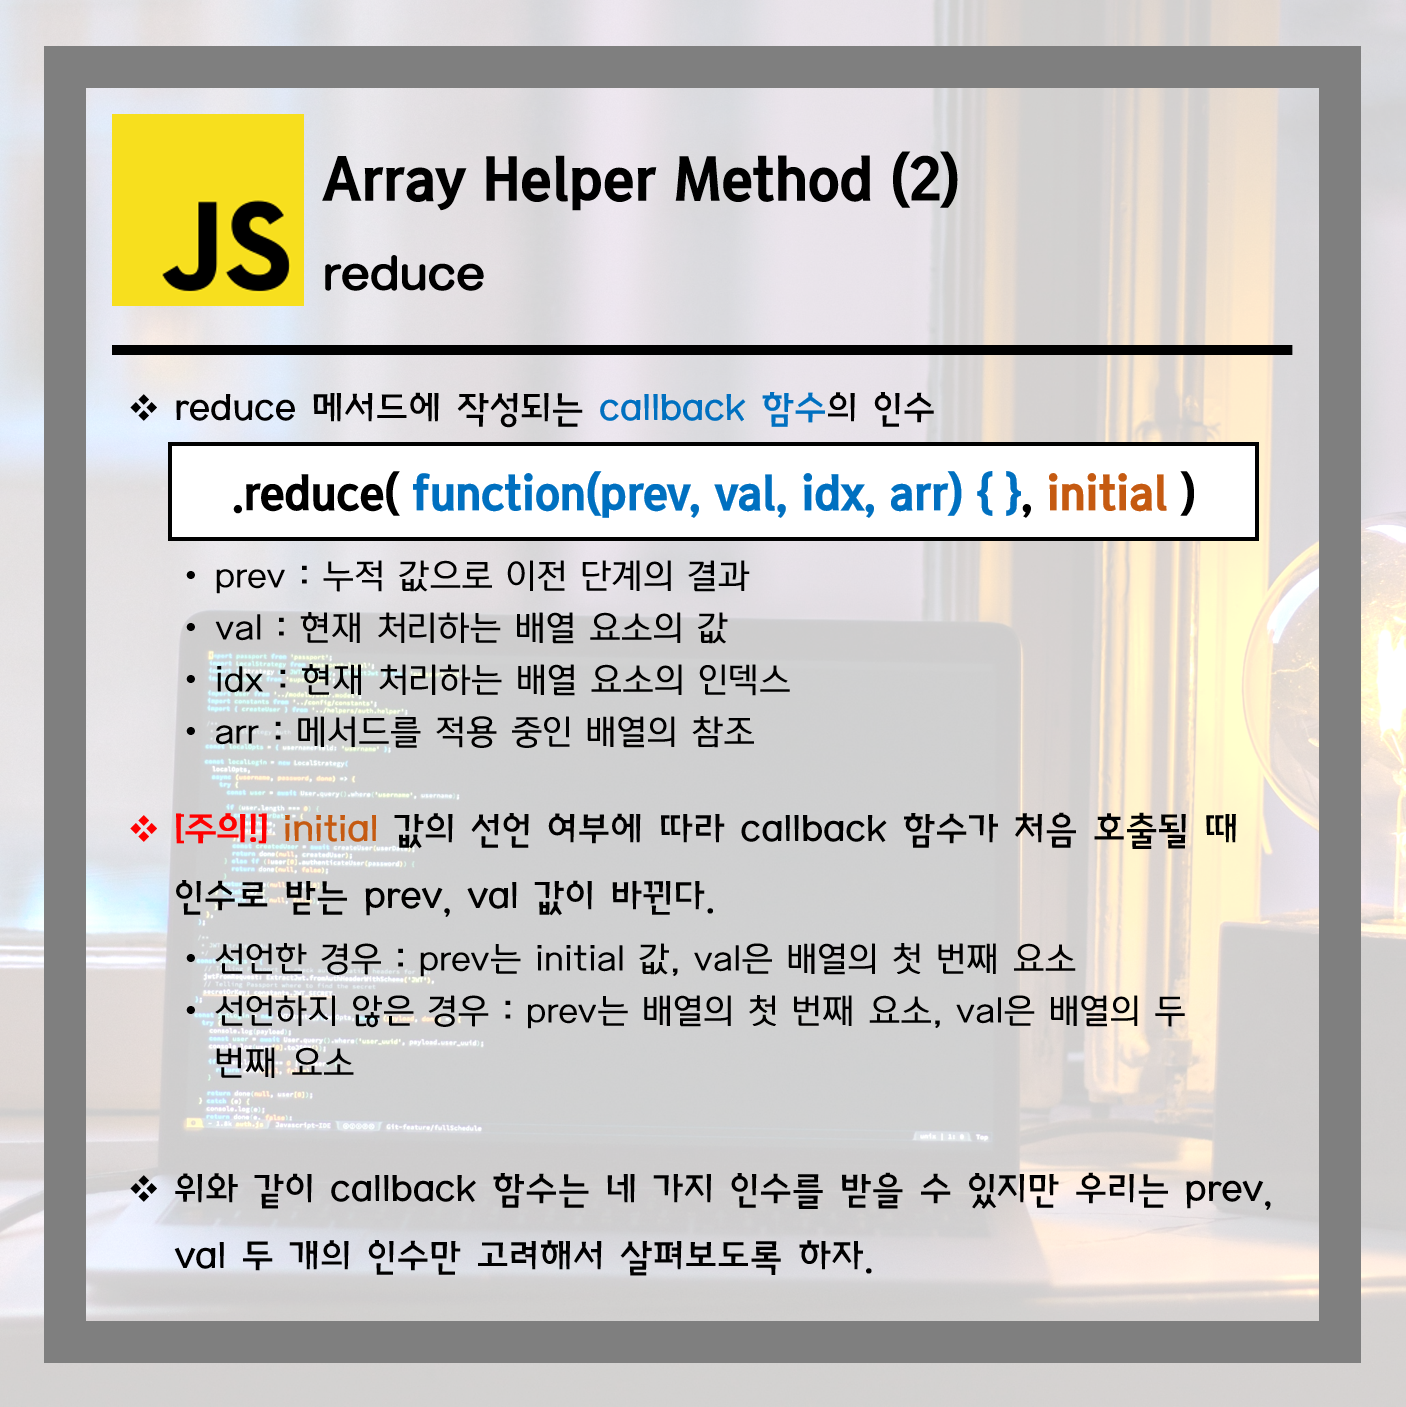 JS
Array Helper Method (2)
reduce
❖ reduce 메서드에 작성되는 callback 함수의 인수
.reduce( function(prev, val, idx, arr) { }, initial )
• prev : 누적 값으로 이전 단계의 결과
• val : 현재 처리하는 배열 요소의 값
• idx : 현재 처리하는 배열 요소의 인덱스
• arr : 메서드를 적용 중인 배열의 참조
❖ [주의!] initial 값의 선언 여부에 따라 callback 함수가 처음 호출될 때
인수로 받는 prev, val 값이 바뀐다.
• 선언한 경우 : prev는 initial 값, val은 배열의 첫 번째 요소
• 선언하지 않은 경우 : prev는 배열의 첫 번째 요소, val은 배열의 두
번째 요소
❖ 위와 같이 callback 함수는 네 가지 인수를 받을 수 있지만 우리는 prev,
val 두 개의 인수만 고려해서 살펴보도록 하자.